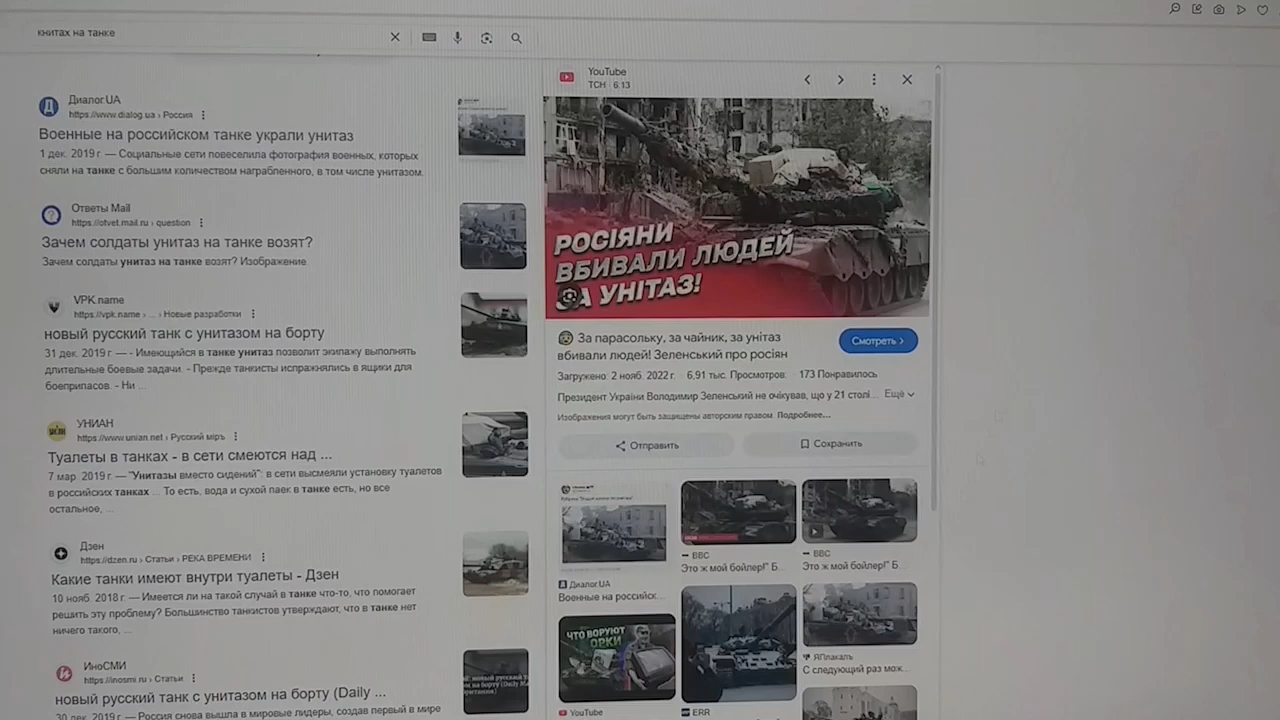 книтах на танке
Диалог.UA
https://www.dialog.ua › Россия
Военные на российском танке украли унитаз
1 дек. 2019 г. — Социальные сети повеселила фотография военных, которых
сняли на танке с большим количеством награбленного, в том числе унитазом.
Ответы Mail
https://otvet.mail.ru › question
Зачем солдаты унитаз на танке возят?
Зачем солдаты унитаз на танке возят? Изображение.
VPK.name
https://vpk.name › ... › Новые разработки
новый русский танк с унитазом на борту
31 дек. 2019 г. — - Имеющийся в танке унитаз позволит экипажу выполнять
длительные боевые задачи. - Прежде танкисты испражнялись в ящики для
боеприпасов. - Ни ...
УНИАН
https://www.unian.net › Русский миръ
Туалеты в танках - в сети смеются над ...
7 мар. 2019 г. — "Унитазы вместо сидений": в сети высмеяли установку туалетов
в российских танках ... То есть, вода и сухой паек в танке есть, но все
остальное, ...
Дзен
https://dzen.ru › Статьи › РЕКА ВРЕМЕНИ
Какие танки имеют внутри туалеты - Дзен
10 нояб. 2018 г. — Имеется ли на такой случай в танке что-то, что помогает
решить эту проблему? Большинство танкистов утверждают, что в танке нет
ничего такого, ...
ИноСМИ
https://inosmi.ru › Статьи
новый русский танк с унитазом на борту (Daily ...
30 дек. 2019 г. — Россия снова вышла в мировые лидеры, создав первый в мире
YouTube
ТСН | 6:13
РОСІЯНИ
ВБИВАЛИ ЛЮДЕЙ
ЗА УНІТАЗ!
За парасольку, за чайник, за унітаз
вбивали людей! Зеленський про росіян
Смотреть ›
Загружено: 2 нояб. 2022 г. · 6,91 тыс. Просмотров · 173 Понравилось
Президент України Володимир Зеленський не очікував, що у 21 столі... Ещё
Изображения могут быть защищены авторским правом. Подробнее...
Отправить
Сохранить
Диалог.UA
Военные на российск...
BBC
Это ж мой бойлер!" Б...
BBC
Это ж мой бойлер!" Б...
ЧТО ВОРУЮТ
ОРКИ
ЯПлакалъ
С следующий раз мож...
YouTube
ERR